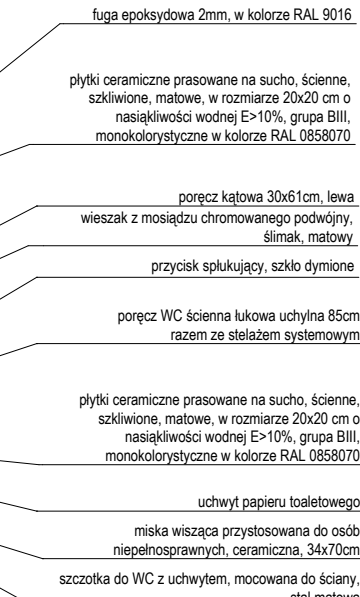 fuga epoksydowa 2mm, w kolorze RAL 9016
płytki ceramiczne prasowane na sucho, ścienne,
szkliwione, matowe, w rozmiarze 20x20 cm o
nasiąkliwości wodnej E>10%, grupa BIII,
monokolorystyczne w kolorze RAL 0858070
poręcz kątowa 30x61cm, lewa
wieszak z mosiądzu chromowanego podwójny,
ślimak, matowy
przycisk spłukujący, szkło dymione
poręcz WC ścienna łukowa uchylna 85cm
razem ze stelażem systemowym
płytki ceramiczne prasowane na sucho, ścienne,
szkliwione, matowe, w rozmiarze 20x20 cm o
nasiąkliwości wodnej E>10%, grupa BIII,
monokolorystyczne w kolorze RAL 0858070
uchwyt papieru toaletowego
miska wisząca przystosowana do osób
niepełnosprawnych, ceramiczna, 34x70cm
szczotka do WC z uchwytem, mocowana do ściany,
stal matowa